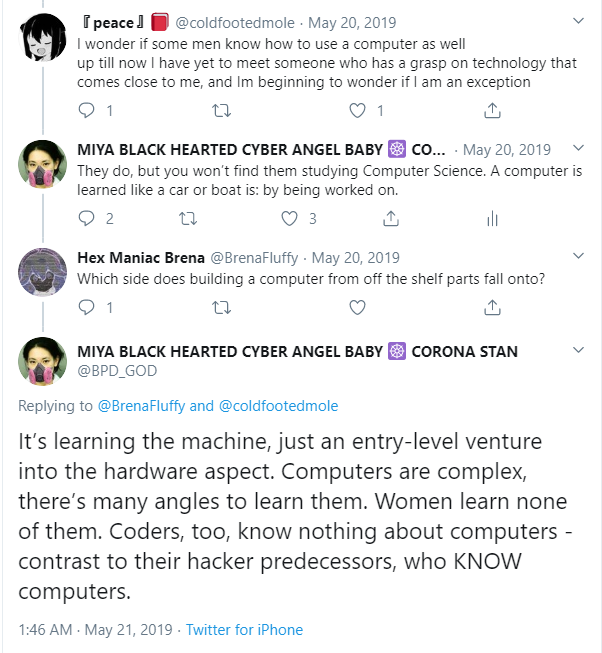 『peace』📕 @coldfootedmole · May 20, 2019
I wonder if some men know how to use a computer as well
up till now I have yet to meet someone who has a grasp on technology that
comes close to me, and Im beginning to wonder if I am an exception
1 1
MIYA BLACK HEARTED CYBER ANGEL BABY ☸ CO... · May 20, 2019
They do, but you won't find them studying Computer Science. A computer is
learned like a car or boat is: by being worked on.
2 3
Hex Maniac Brena @BrenaFluffy · May 20, 2019
Which side does building a computer from off the shelf parts fall onto?
1
MIYA BLACK HEARTED CYBER ANGEL BABY ☸ CORONA STAN
@BPD_GOD
Replying to @BrenaFluffy and @coldfootedmole
It's learning the machine, just an entry-level venture
into the hardware aspect. Computers are complex,
there's many angles to learn them. Women learn none
of them. Coders, too, know nothing about computers -
contrast to their hacker predecessors, who KNOW
computers.
1:46 AM · May 21, 2019 · Twitter for iPhone